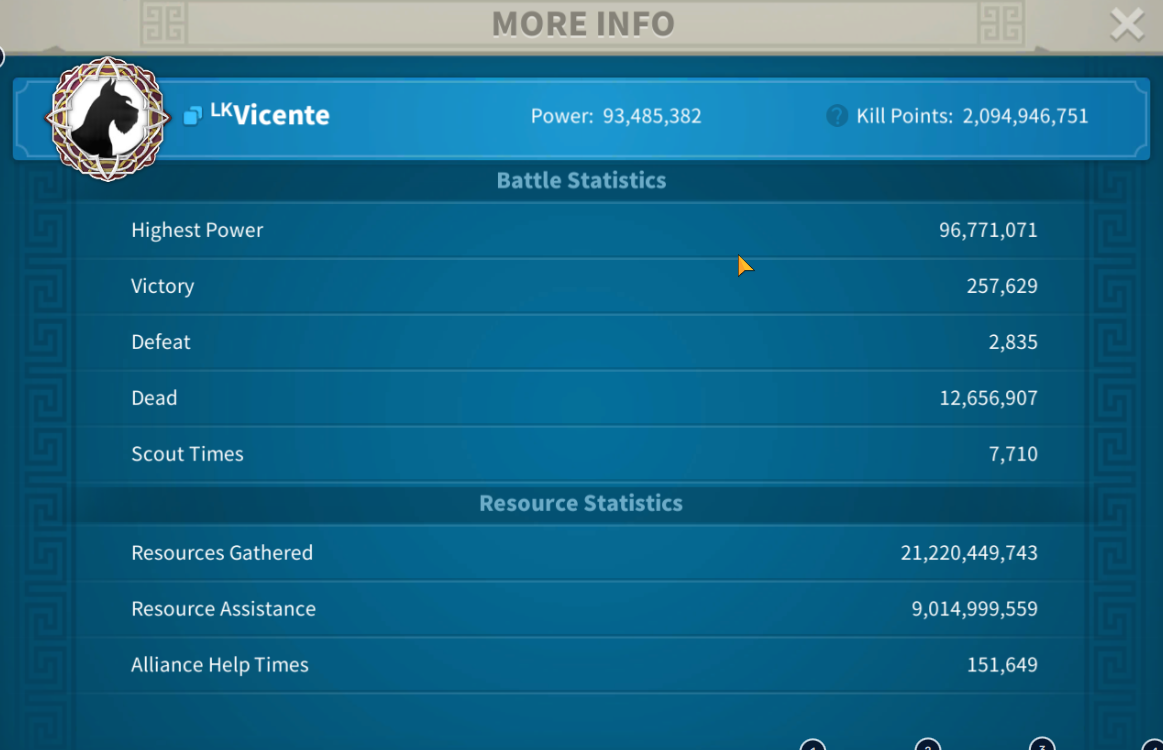 MORE INFO
LKVicente Power: 93,485,382 ? Kill Points: 2,094,946,751
Battle Statistics
Highest Power 96,771,071
Victory 257,629
Defeat 2,835
Dead 12,656,907
Scout Times 7,710
Resource Statistics
Resources Gathered 21,220,449,743
Resource Assistance 9,014,999,559
Alliance Help Times 151,649